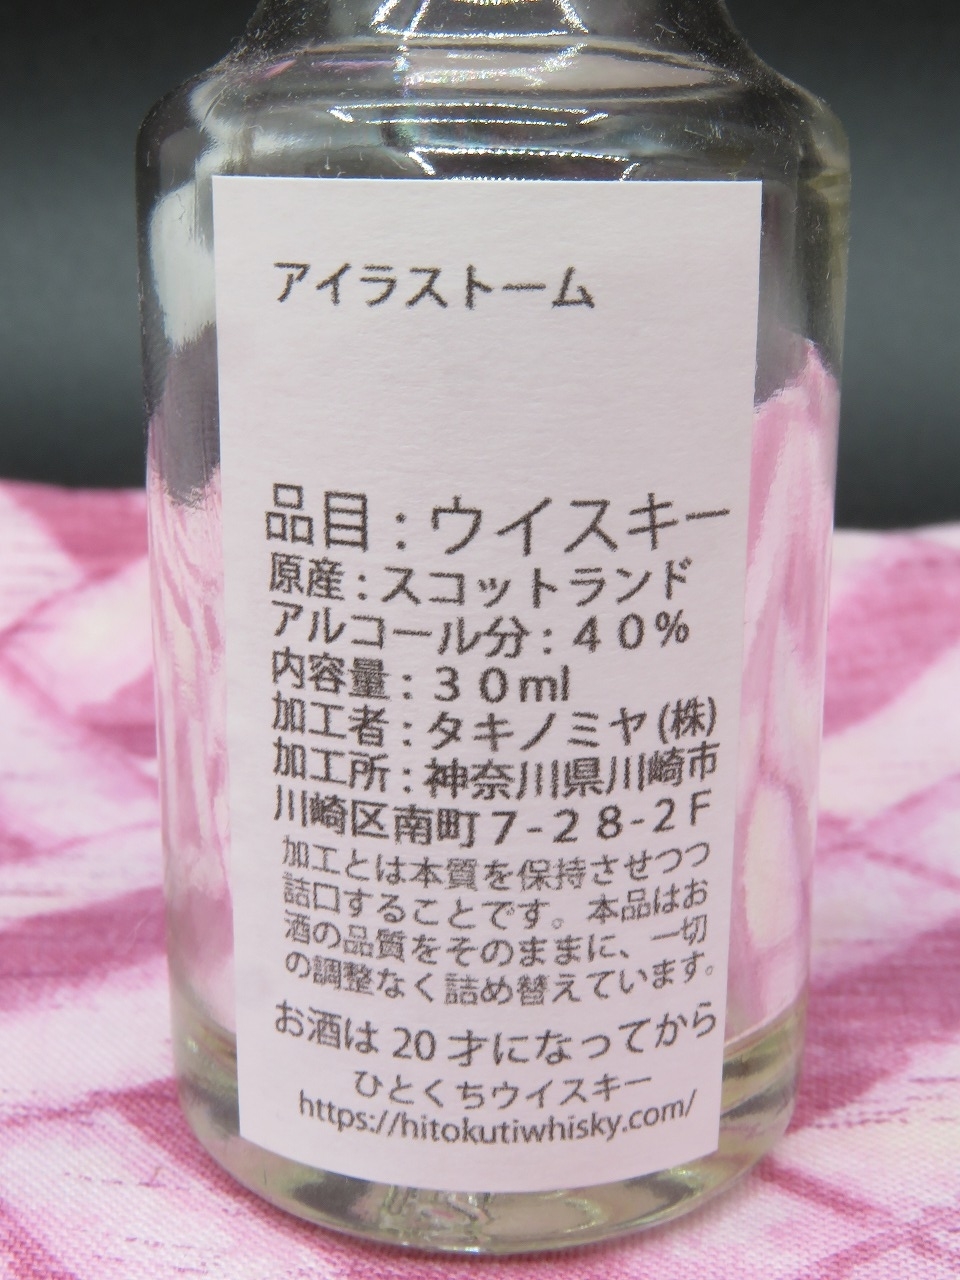 アイラストーム
品目：ウイスキー
原産：スコットランド
アルコール分：４０%
内容量：３０ml
加工者：タキノミヤ(株)
加工所：神奈川県川崎市
川崎区南町７-２８-２F
加工とは本質を保持させつつ
詰口することです。本品はお
酒の品質をそのままに、一切
の調整なく詰め替えています。
お酒は 20 才になってから
ひとくちウイスキー
https://hitokutiwhisky.com/